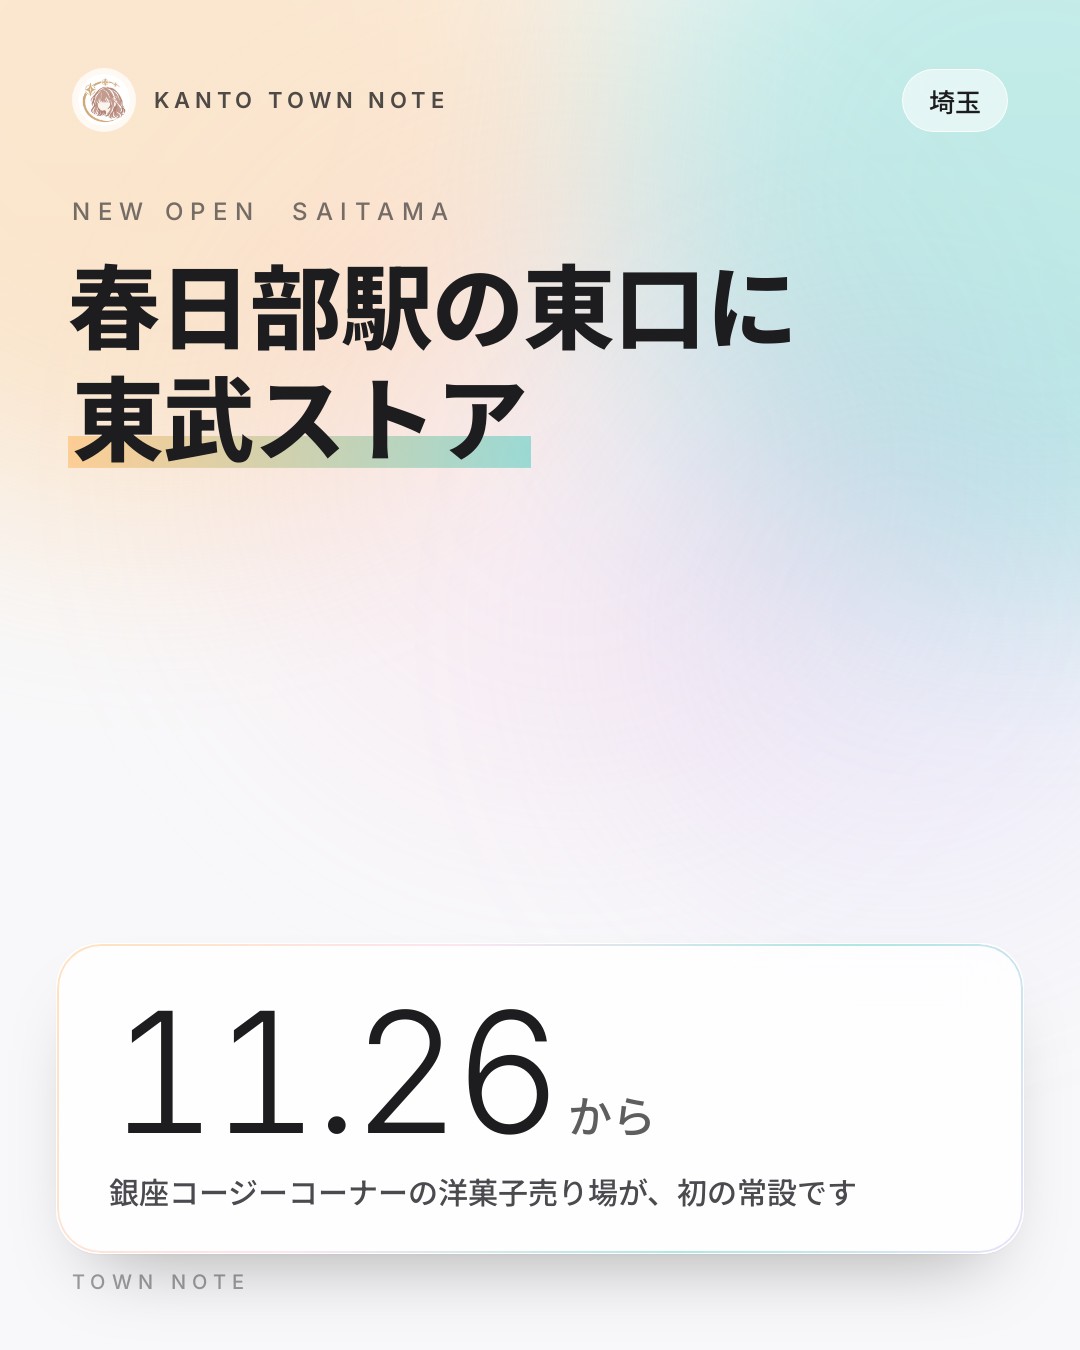 KANTO TOWN NOTE
埼玉
NEW OPEN SAITAMA
春日部駅の東口に
東武ストア
11.26 から
銀座コージーコーナーの洋菓子売り場が、初の常設です
TOWN NOTE